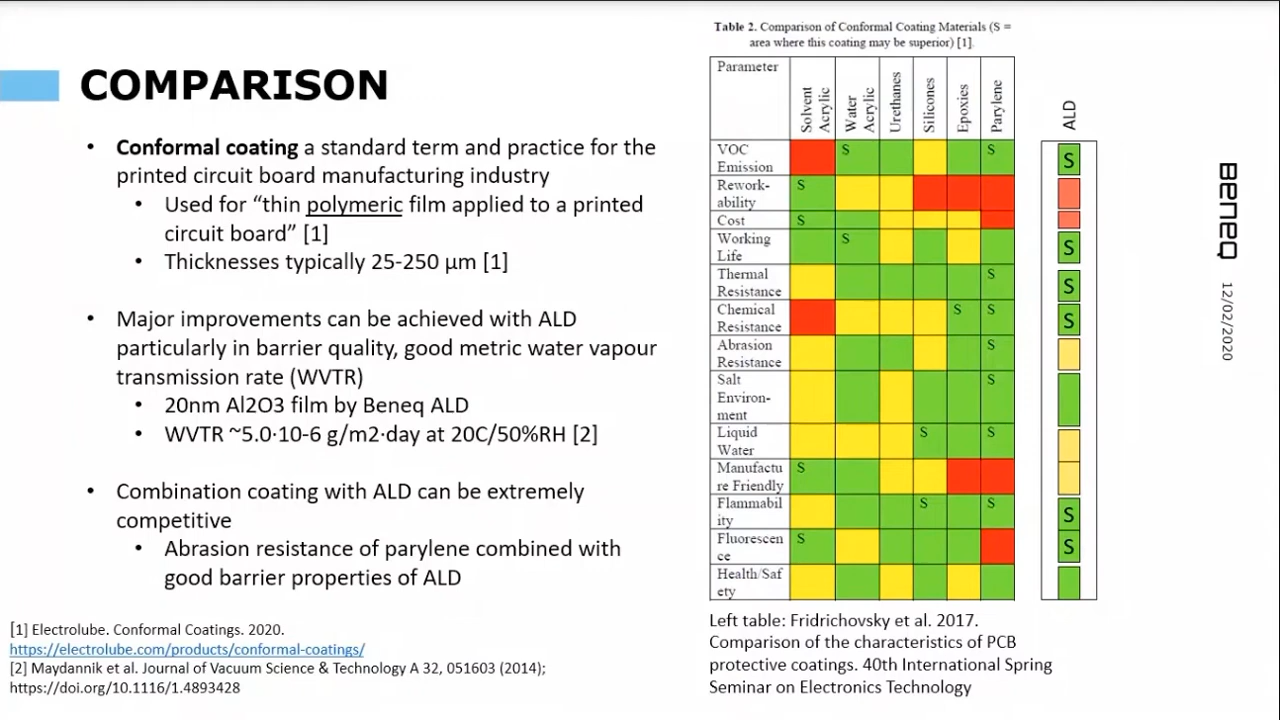 COMPARISON
• Conformal coating a standard term and practice for the
printed circuit board manufacturing industry
• Used for “thin polymeric film applied to a printed
circuit board” [1]
• Thicknesses typically 25-250 µm [1]
• Major improvements can be achieved with ALD
particularly in barrier quality, good metric water vapour
transmission rate (WVTR)
• 20nm Al2O3 film by Beneq ALD
• WVTR ~5.0·10-6 g/m2·day at 20C/50%RH [2]
• Combination coating with ALD can be extremely
competitive
• Abrasion resistance of parylene combined with
good barrier properties of ALD
[1] Electrolube. Conformal Coatings. 2020.
https://electrolube.com/products/conformal-coatings/
[2] Maydannik et al. Journal of Vacuum Science & Technology A 32, 051603 (2014);
https://doi.org/10.1116/1.4893428
Table 2. Comparison of Conformal Coating Materials (S =
area where this coating may be superior) [1].
Parameter
Solvent
Acrylic
Water
Acrylic
Urethanes
Silicones
Epoxies
Parylene
ALD
VOC S S S
Emission
Rework- S
ability
Cost S
Working S S
Life
Thermal S S
Resistance
Chemical S S S
Resistance
Abrasion S
Resistance
Salt S
Environ-
ment
Liquid S S
Water
Manufactu S
re Friendly
Flammabil S S S
ity
Fluorescen S S
ce
Health/Saf
ety
Left table: Fridrichovsky et al. 2017.
Comparison of the characteristics of PCB
protective coatings. 40th International Spring
Seminar on Electronics Technology
Beneq
12/02/2020